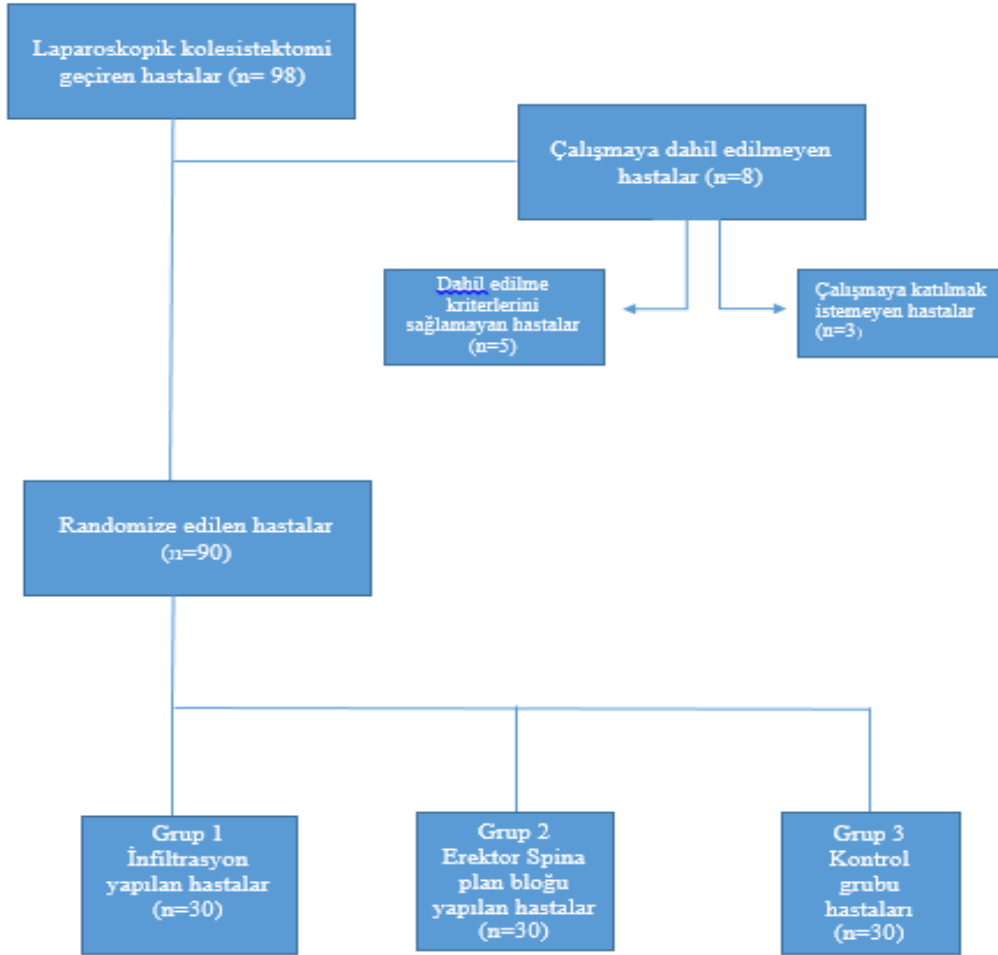 Laparoskopik kolesistektomi
geçiren hastalar (n= 98)
Çalışmaya dahil edilmeyen
hastalar (n=8)
Dahil edilme
kriterlerini
sağlamayan hastalar
(n=5)
Çalışmaya katılmak
istemeyen hastalar
(n=3)
Randomize edilen hastalar
(n=90)
Grup 1
İnfiltrasyon
yapılan hastalar
(n=30)
Grup 2
Erektor Spina
plan bloğu
yapılan hastalar
(n=30)
Grup 3
Kontrol
grubu
hastaları
(n=30)